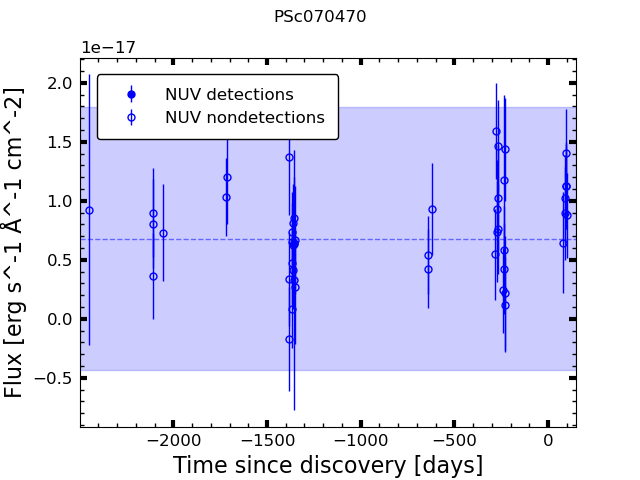 PSc070470
1e−17
NUV detections
NUV nondetections
2.0
1.5
1.0
0.5
0.0
−0.5
Flux [erg s^-1 Å^-1 cm^-2]
−2000 −1500 −1000 −500 0
Time since discovery [days]